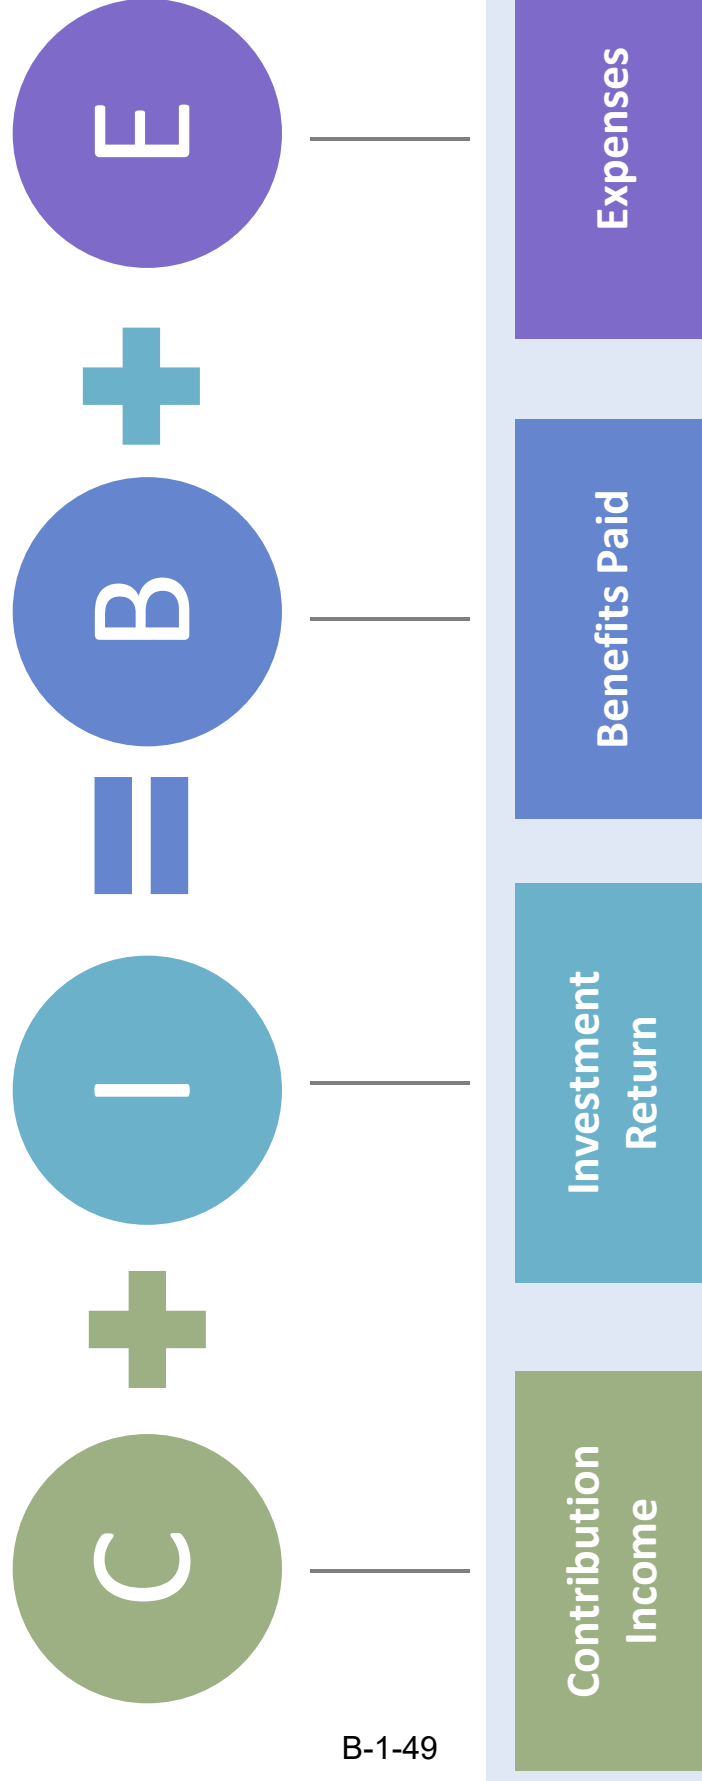 C
+
I
=
B
+
E
Contribution
Income
Investment
Return
Benefits Paid
Expenses
B-1-49